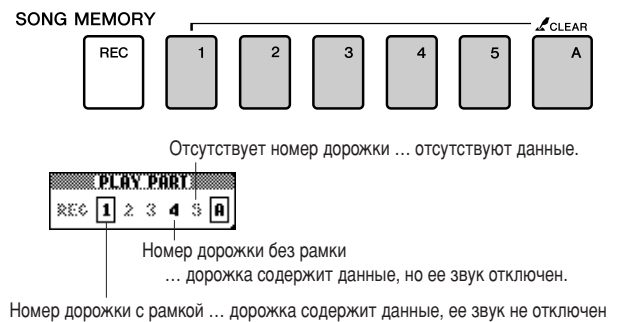 SONG MEMORY
CLEAR
REC 1 2 3 4 5 A
Отсутствует номер дорожки … отсутствуют данные.
PLAY PART
REC 1 2 3 4 5 A
Номер дорожки без рамки
… дорожка содержит данные, но ее звук отключен.
Номер дорожки с рамкой … дорожка содержит данные, ее звук не отключен